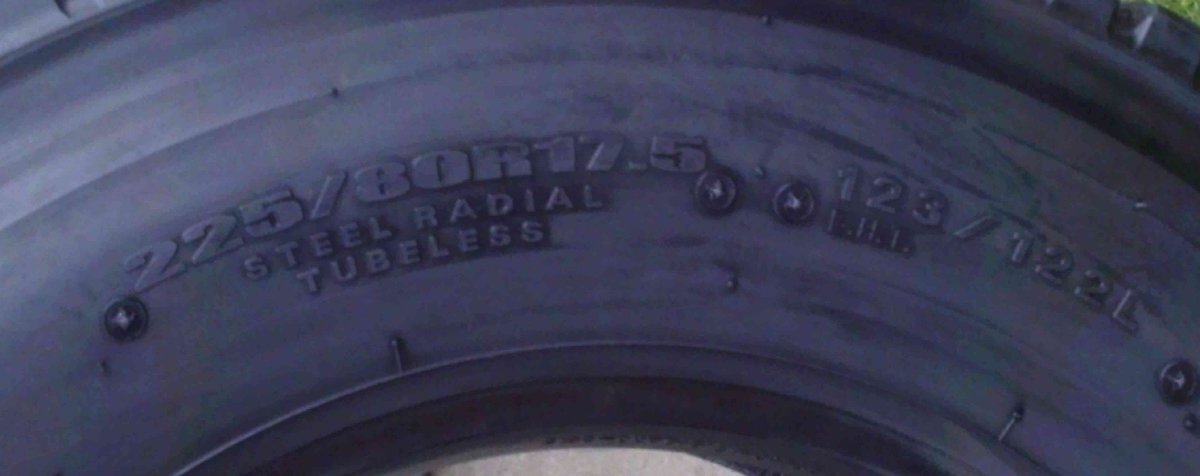 225/80R17.5
STEEL RADIAL
TUBELESS
123/122L